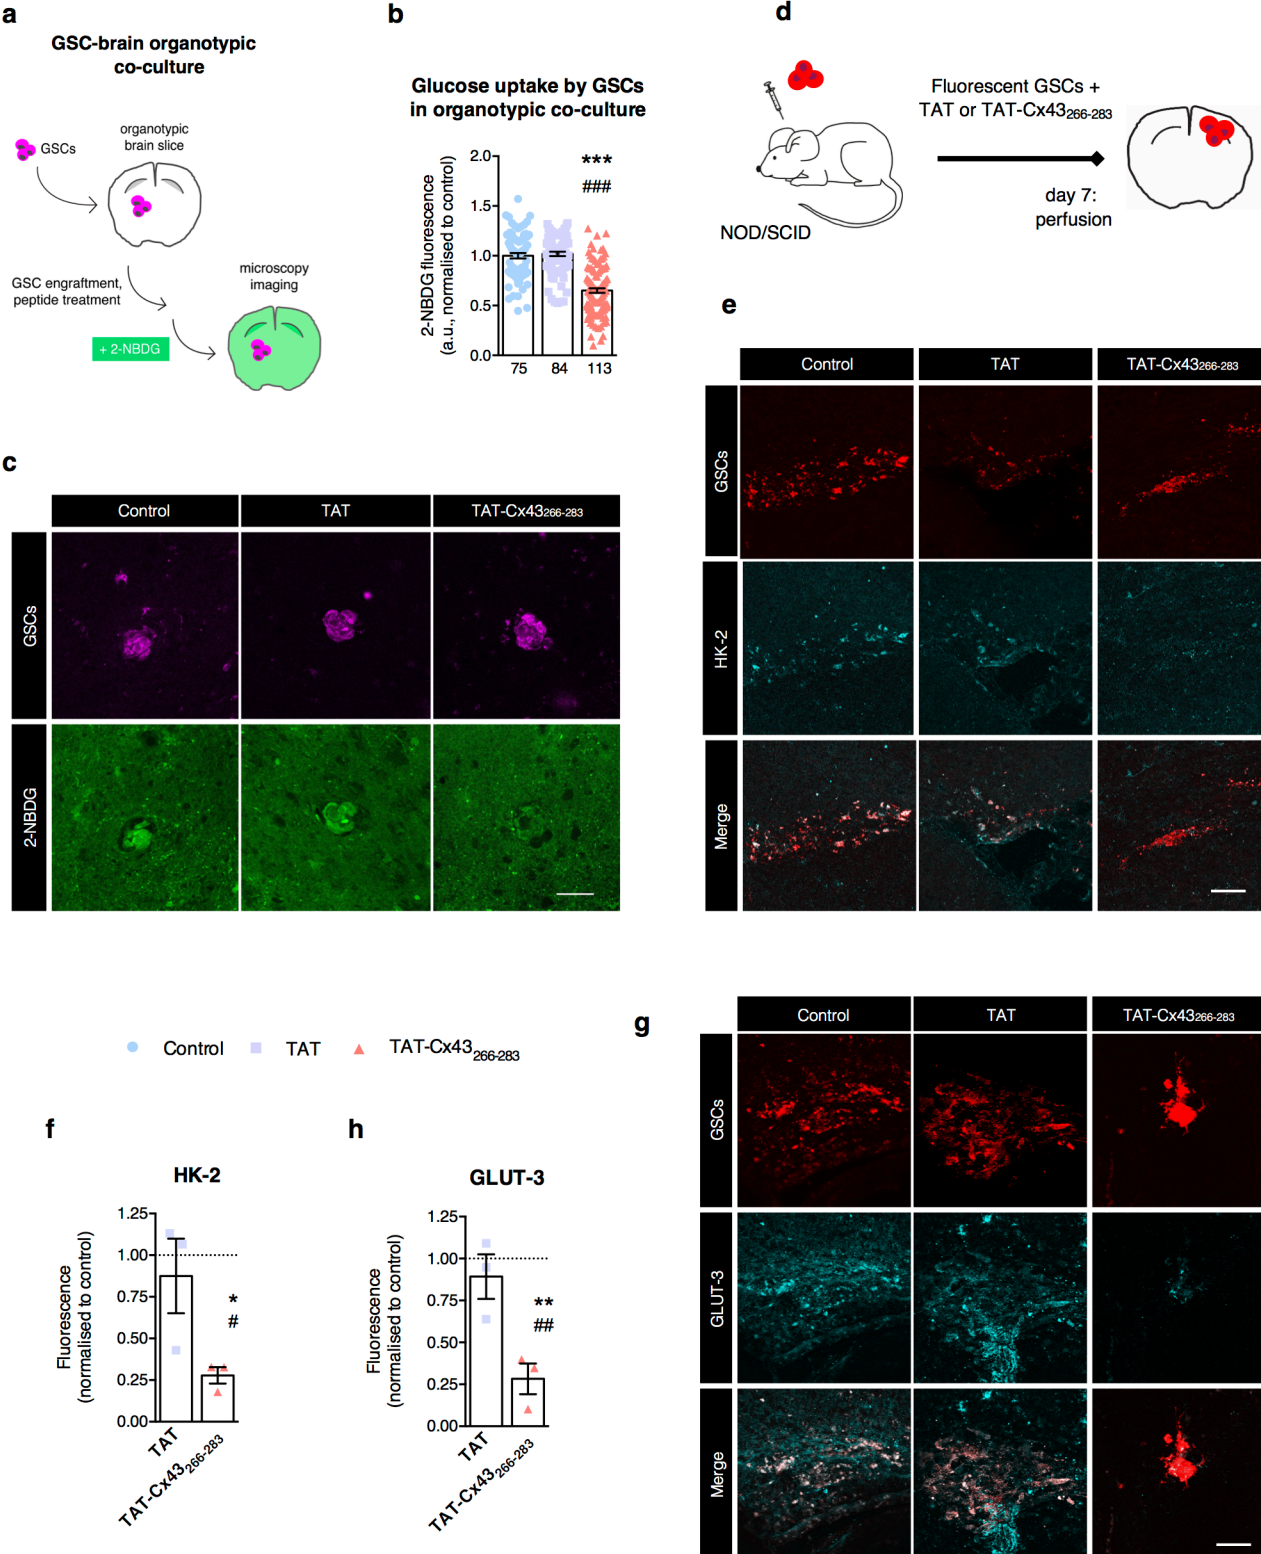 a
GSC-brain organotypic
co-culture
GSCs
organotypic
brain slice
GSC engraftment,
peptide treatment
microscopy
imaging
+ 2-NBDG
b
Glucose uptake by GSCs
in organotypic co-culture
2-NBDG fluorescence
(a.u., normalised to control)
2.0
1.5
1.0
0.5
0.0
***
###
75 84 113
c
Control TAT TAT-Cx43266-283
GSCs
2-NBDG
d
NOD/SCID
Fluorescent GSCs +
TAT or TAT-Cx43266-283
day 7:
perfusion
e
Control TAT TAT-Cx43266-283
GSCs
HK-2
Merge
Control TAT TAT-Cx43266-283
f
HK-2
Fluorescence
(normalised to control)
1.25
1.00
0.75
0.50
0.25
0.00
*
#
TAT
TAT-Cx43266-283
h
GLUT-3
Fluorescence
(normalised to control)
1.25
1.00
0.75
0.50
0.25
0.00
**
##
TAT
TAT-Cx43266-283
g
Control TAT TAT-Cx43266-283
GSCs
GLUT-3
Merge